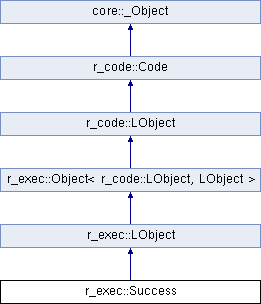 core::_Object
r_code::Code
r_code::LObject
r_exec::Object< r_code::LObject, LObject >
r_exec::LObject
r_exec::Success